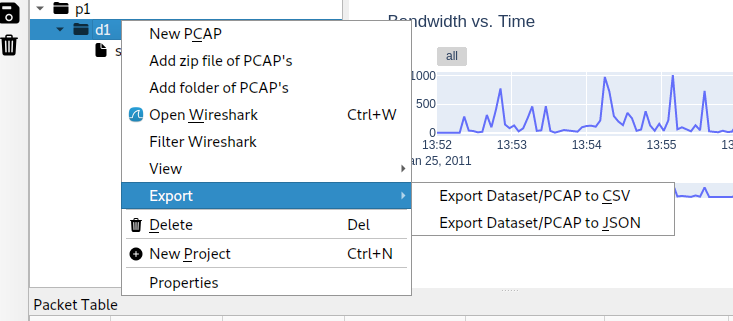 p1
Bandwidth vs. Time
d1
New PCAP
s
Add zip file of PCAP's
all
Add folder of PCAP's
1000
Open Wireshark Ctrl+W
500
Filter Wireshark
0
13:52 13:53 13:54 13:55
an 25, 2011
View
Export
Export Dataset/PCAP to CSV
Export Dataset/PCAP to JSON
Delete Del
New Project Ctrl+N
Properties
Packet Table